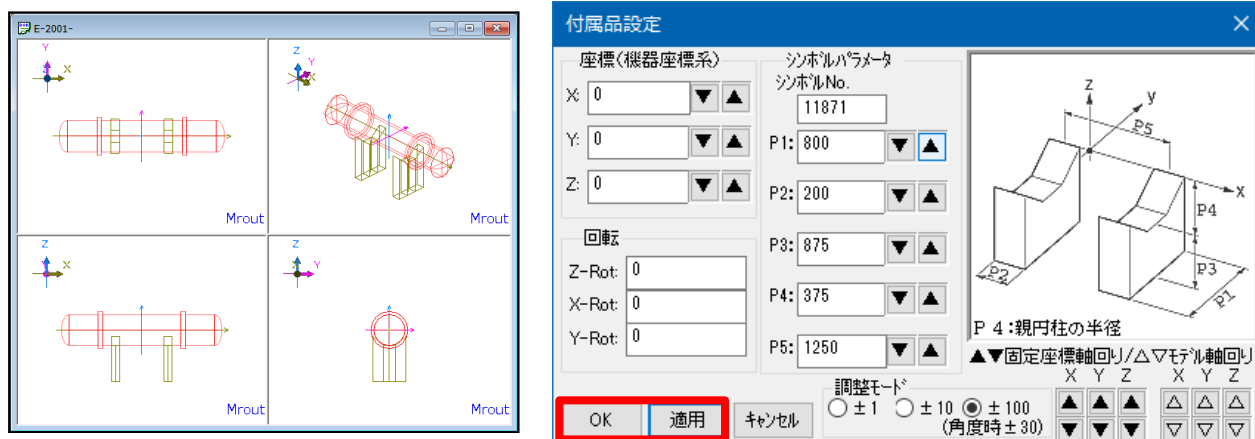 E-2001-
Y
X
Z
Y
X
Mrout
Mrout
Z
X
Z
Y
Mrout
Mrout
付属品設定
座標(機器座標系)
X: 0
Y: 0
Z: 0
回転
Z-Rot: 0
X-Rot: 0
Y-Rot: 0
シンボルパラメータ
シンボルNo.
11871
P1: 800
P2: 200
P3: 875
P4: 375
P5: 1250
Z
y
P5
X
P4
P3
P2
P1
P 4:親円柱の半径
▲▼固定座標軸回り/△▽モデル軸回り
X Y Z X Y Z
調整モード
±1 ±10 ±100
(角度時±30)
OK 適用 キャンセル